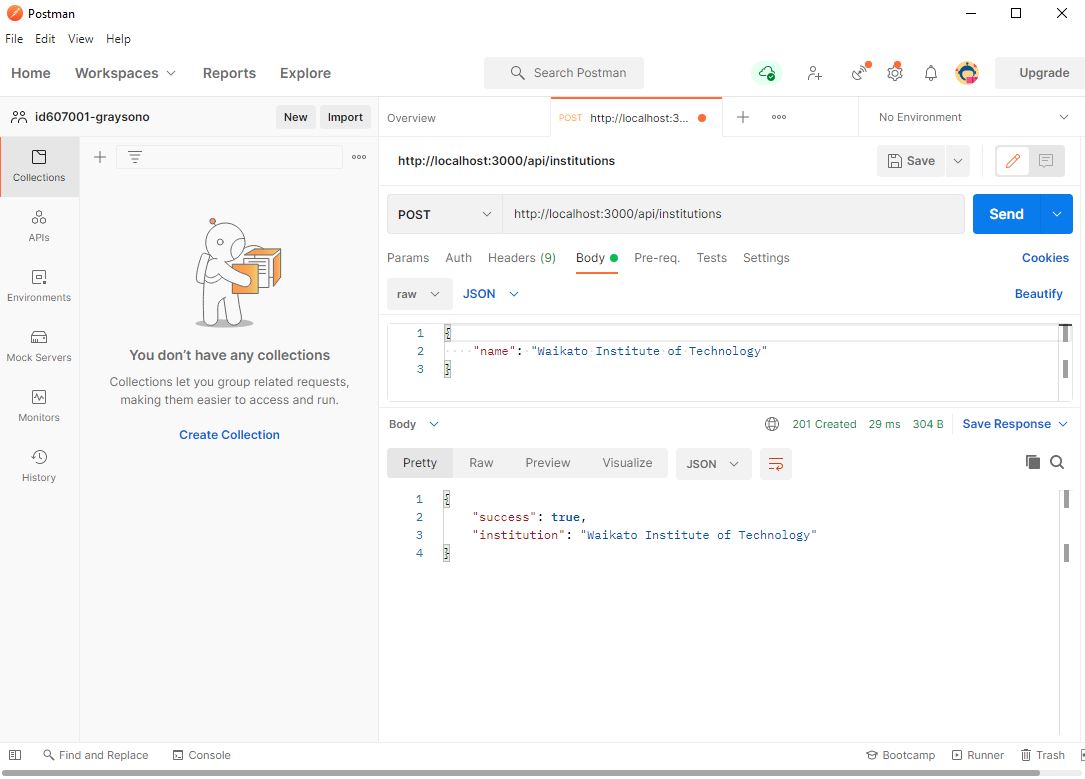 Postman
File Edit View Help
Home Workspaces Reports Explore Search Postman Upgrade
id607001-graysono New Import
Overview POST http://localhost:3... No Environment
Collections
APIs
Environments
Mock Servers
Monitors
History
You don't have any collections
Collections let you group related requests,
making them easier to access and run.
Create Collection
http://localhost:3000/api/institutions Save
POST http://localhost:3000/api/institutions Send
Params Auth Headers (9) Body Pre-req. Tests Settings Cookies
raw JSON Beautify
1 {
2 ····"name":·"Waikato·Institute·of·Technology"
3 }
Body 201 Created 29 ms 304 B Save Response
Pretty Raw Preview Visualize JSON
1 {
2 "success": true,
3 "institution": "Waikato Institute of Technology"
4 }
Find and Replace Console Bootcamp Runner Trash